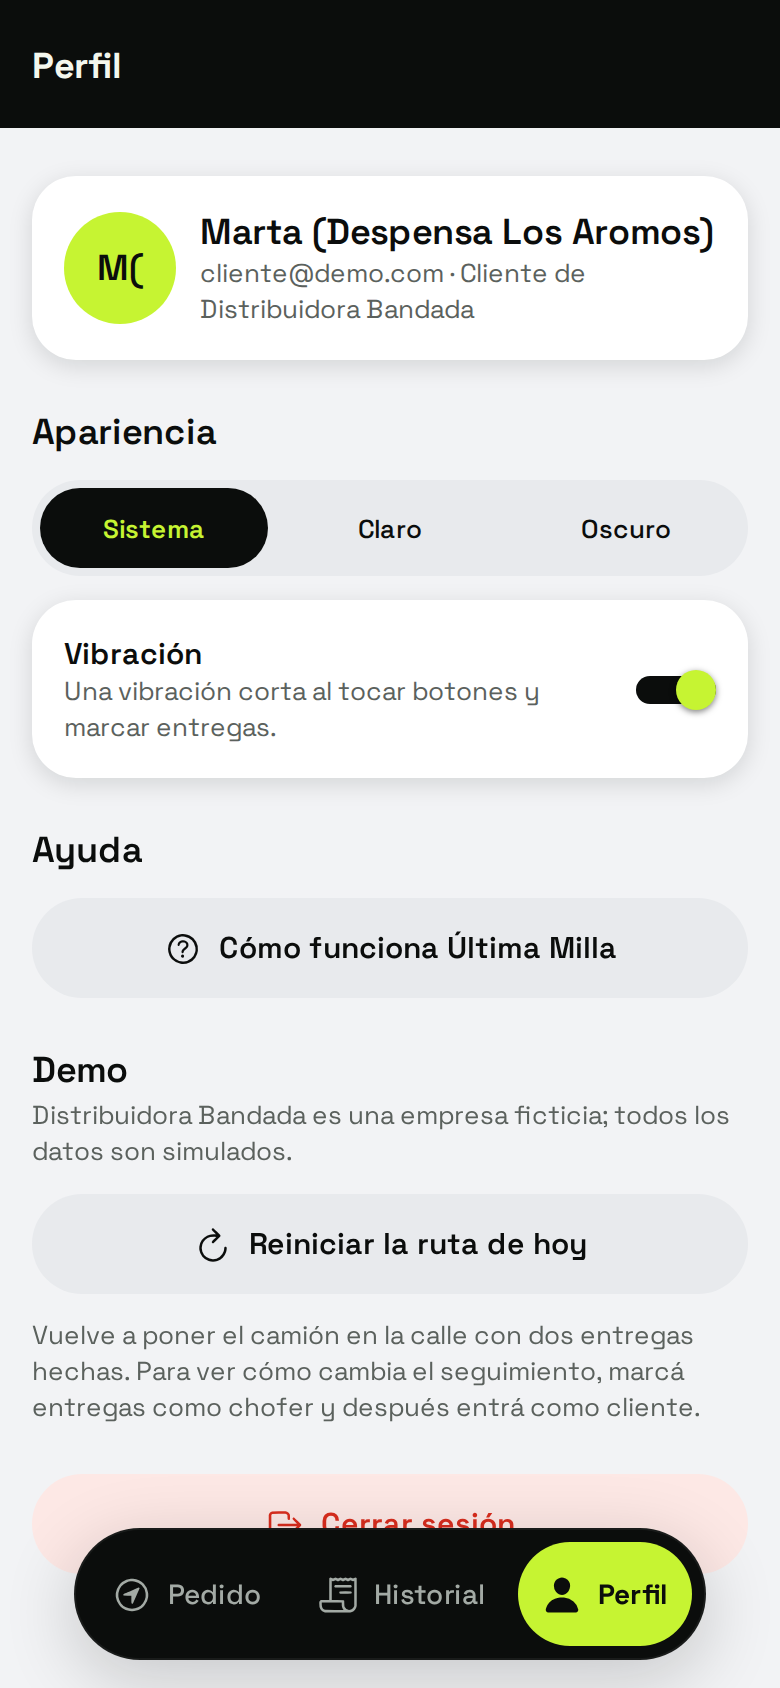 Perfil
M(
Marta (Despensa Los Aromos)
cliente@demo.com · Cliente de
Distribuidora Bandada
Apariencia
Sistema
Claro
Oscuro
Vibración
Una vibración corta al tocar botones y
marcar entregas.
Ayuda
Cómo funciona Última Milla
Demo
Distribuidora Bandada es una empresa ficticia; todos los
datos son simulados.
Reiniciar la ruta de hoy
Vuelve a poner el camión en la calle con dos entregas
hechas. Para ver cómo cambia el seguimiento, marcá
entregas como chofer y después entrá como cliente.
Cerrar sesión
Pedido
Historial
Perfil